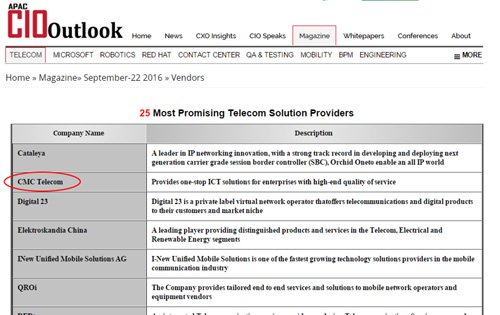 APAC
CIO Outlook
Home News CXO Insights CIO Speaks Magazine Whitepapers Conferences About
TELECOM MICROSOFT ROBOTICS RED HAT CONTACT CENTER QA & TESTING MOBILITY BPM ENGINEERING MORE
Home » Magazine» September-22 2016» Vendors
25 Most Promising Telecom Solution Providers
Company Name Description
Cataleya A leader in IP networking innovation, with a strong track record in developing and deploying next
generation carrier grade session border controller (SBC), Orchid Oneto enable an all IP world
CMC Telecom Provides one-stop ICT solutions for enterprises with high-end quality of service
Digital 23 Digital 23 is a private label virtual network operator thatoffers telecommunications and digital products
to their customers and market niche
Elektroskandia China A leading player providing distinguished products and services in the Telecom, Electrical and
Renewable Energy segments
INew Unified Mobile Solutions AG I-New Unified Mobile Solutions is one of the fastest growing technology solutions providers in the mobile
communication industry
QROi The Company provides tailored end to end services and solutions to mobile network operators and
equipment vendors